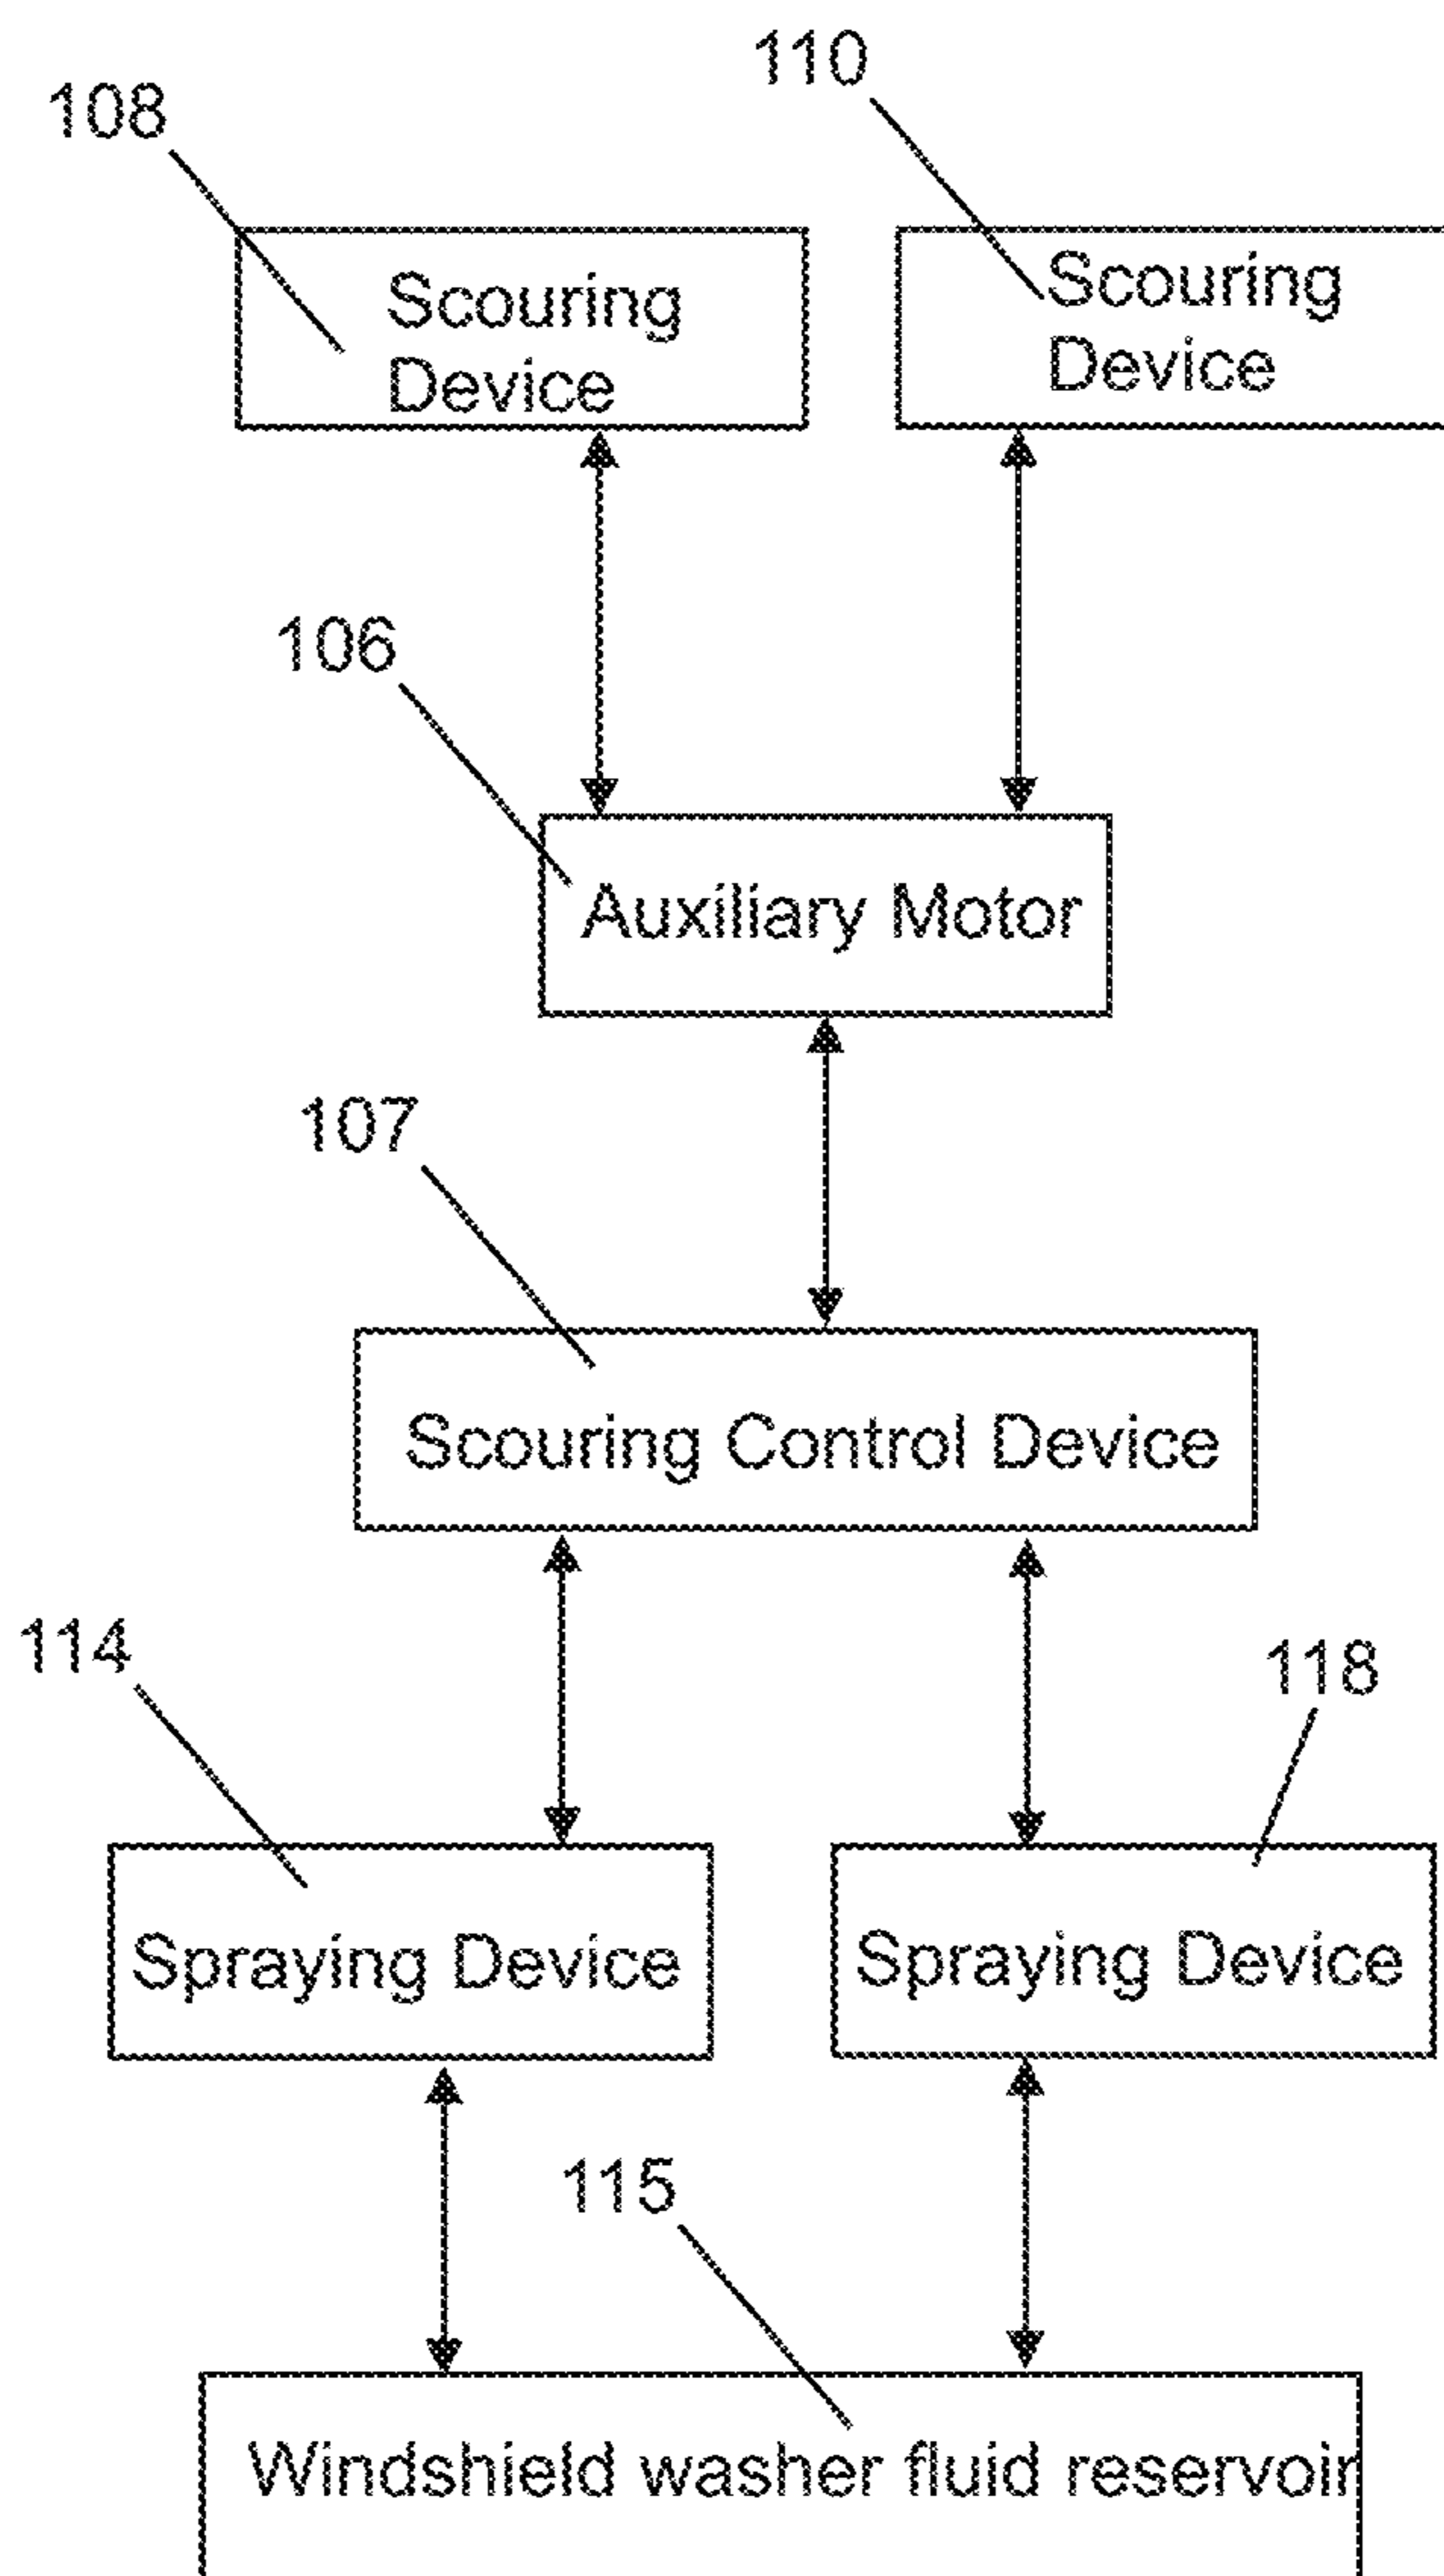 110
108
Scouring
Device
Scouring
Device
106
Auxiliary Motor
107
Scouring Control Device
114
118
Spraying Device
Spraying Device
115
Windshield washer fluid reservoir